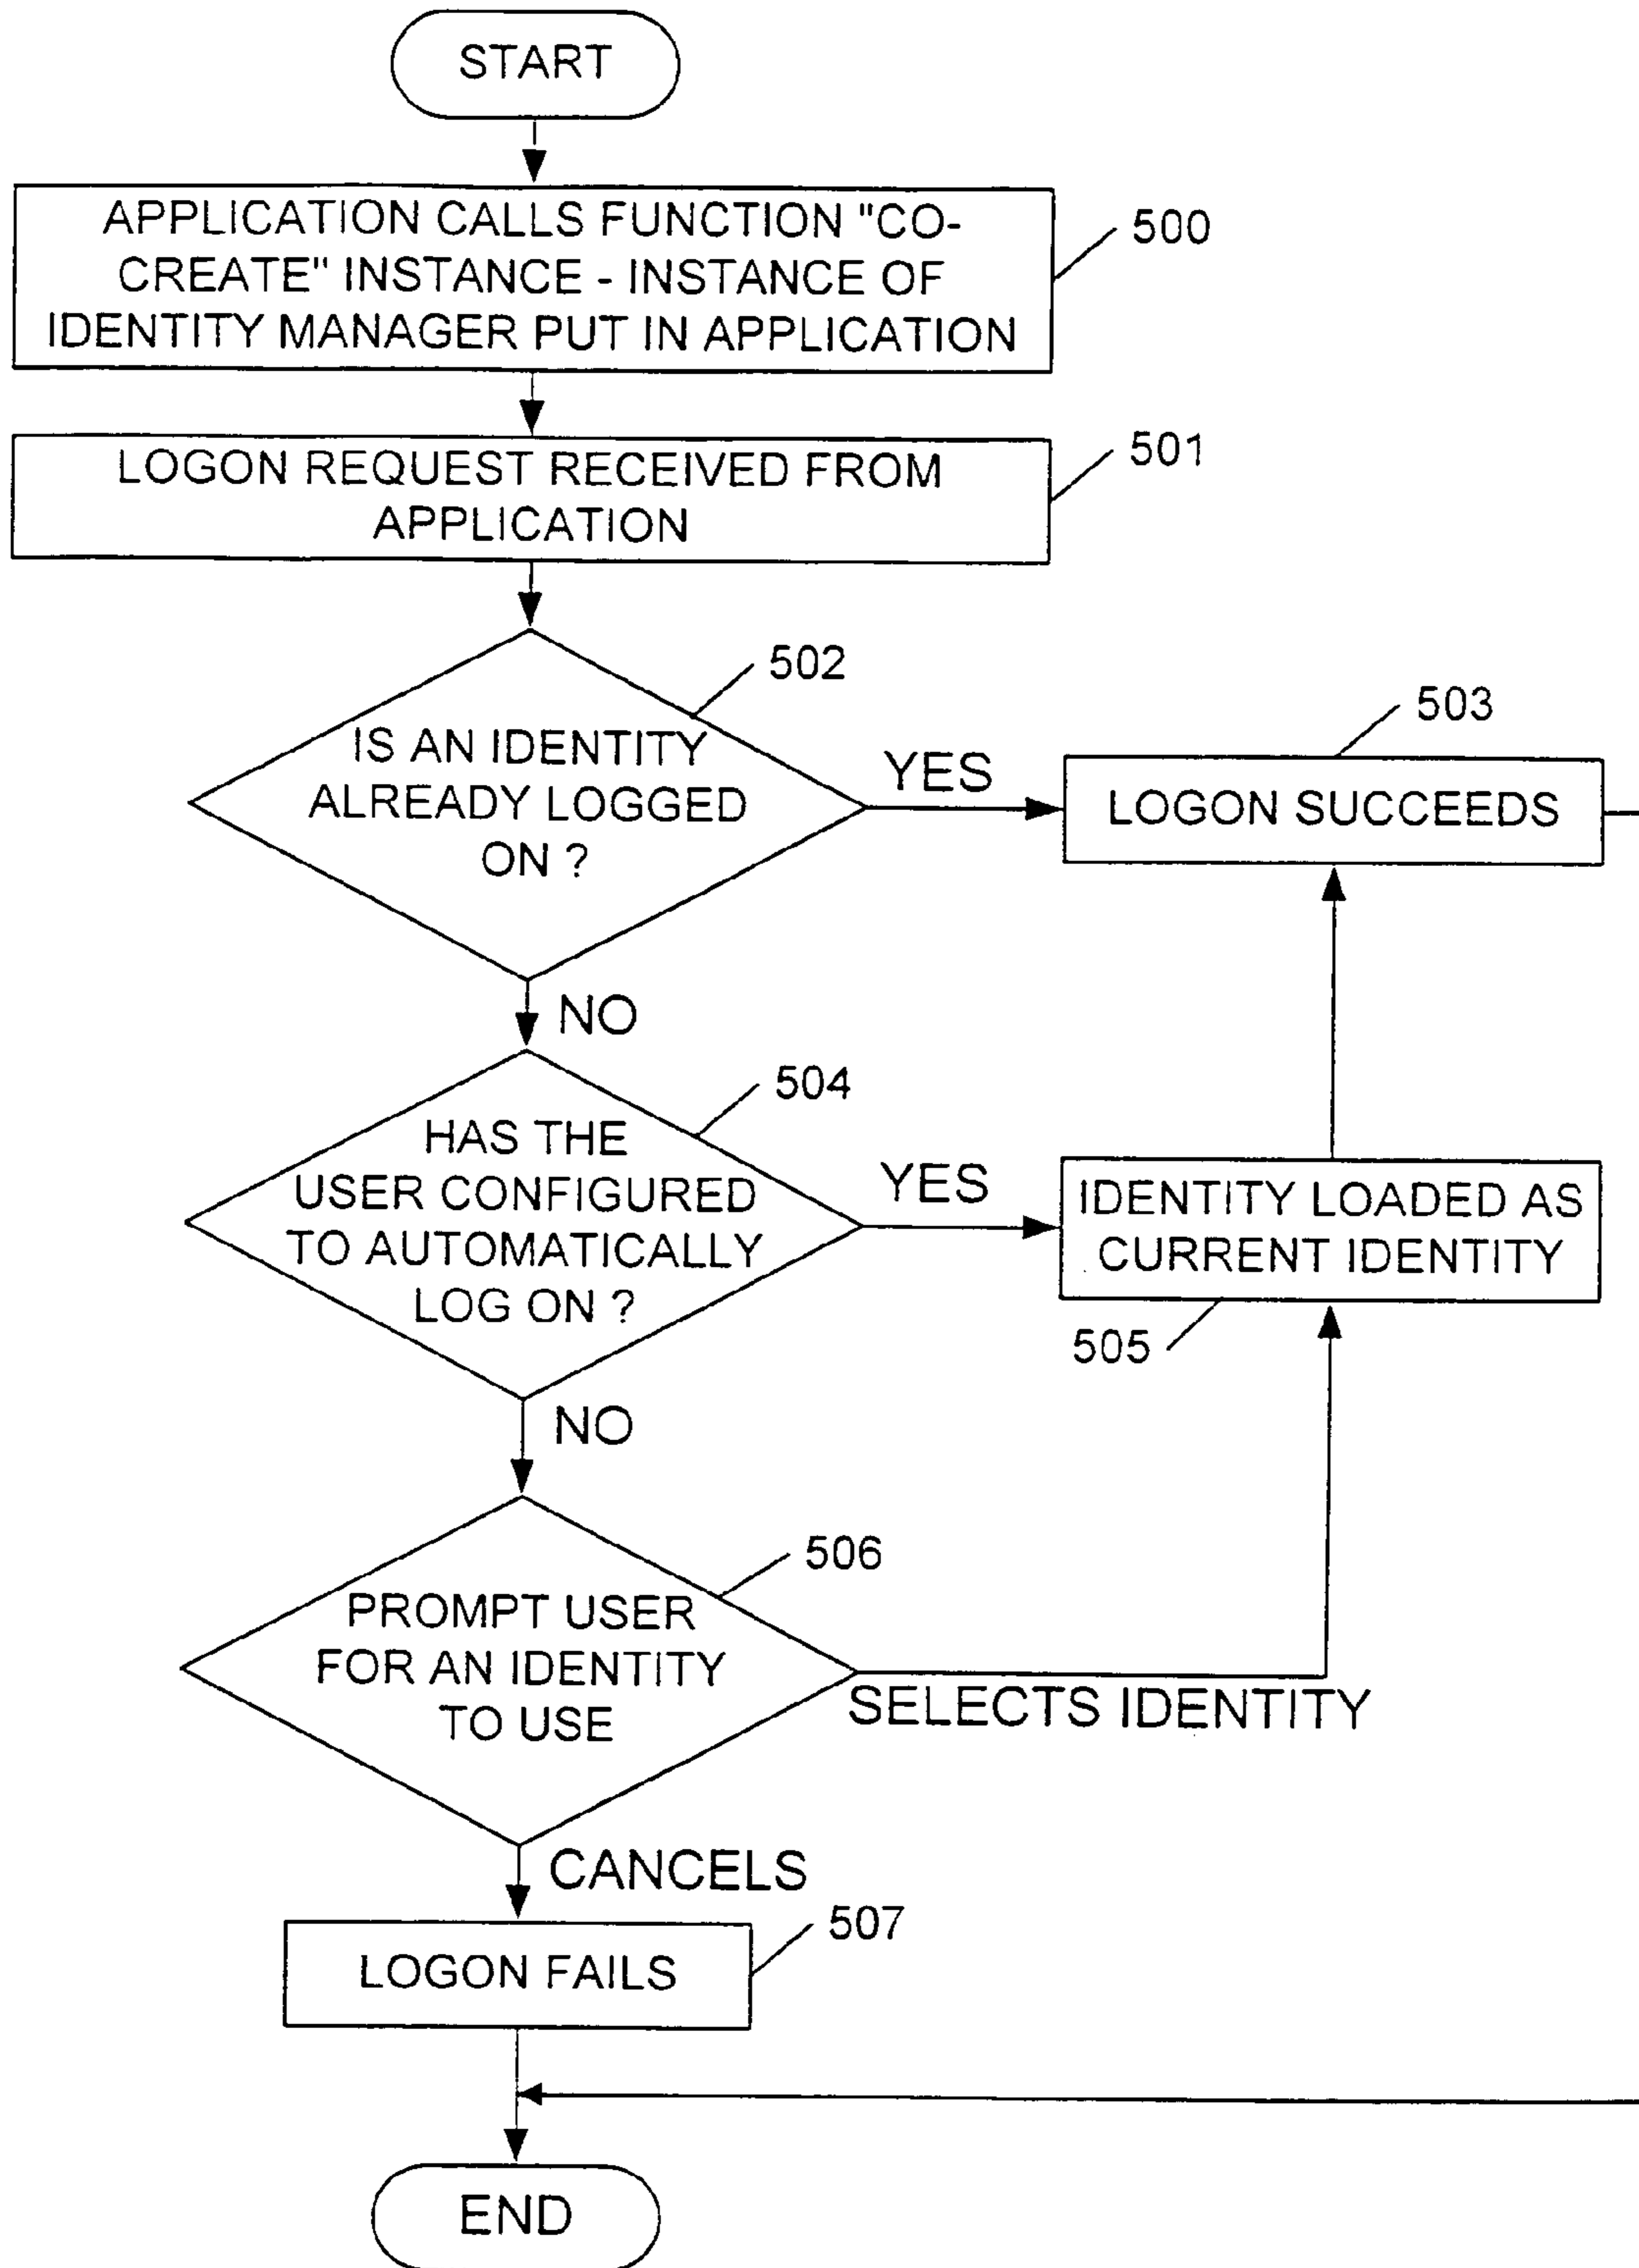 START
APPLICATION CALLS FUNCTION "CO-
CREATE" INSTANCE - INSTANCE OF
IDENTITY MANAGER PUT IN APPLICATION
500
LOGON REQUEST RECEIVED FROM
APPLICATION
501
502
IS AN IDENTITY
ALREADY LOGGED
ON ?
YES
503
LOGON SUCCEEDS
NO
504
HAS THE
USER CONFIGURED
TO AUTOMATICALLY
LOG ON ?
YES
IDENTITY LOADED AS
CURRENT IDENTITY
505
NO
506
PROMPT USER
FOR AN IDENTITY
TO USE
SELECTS IDENTITY
CANCELS
507
LOGON FAILS
END